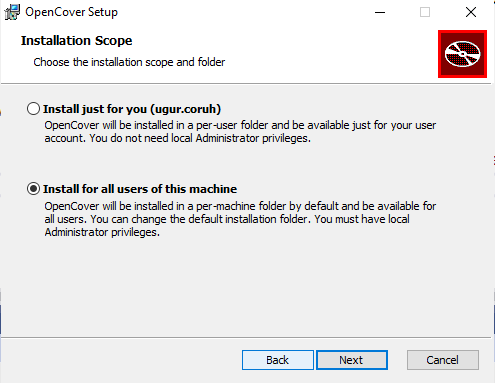 OpenCover Setup
Installation Scope
Choose the installation scope and folder
Install just for you (ugur.coruh)
OpenCover will be installed in a per-user folder and be available just for your user
account. You do not need local Administrator privileges.
Install for all users of this machine
OpenCover will be installed in a per-machine folder by default and be available for
all users. You can change the default installation folder. You must have local
Administrator privileges.
Back Next Cancel